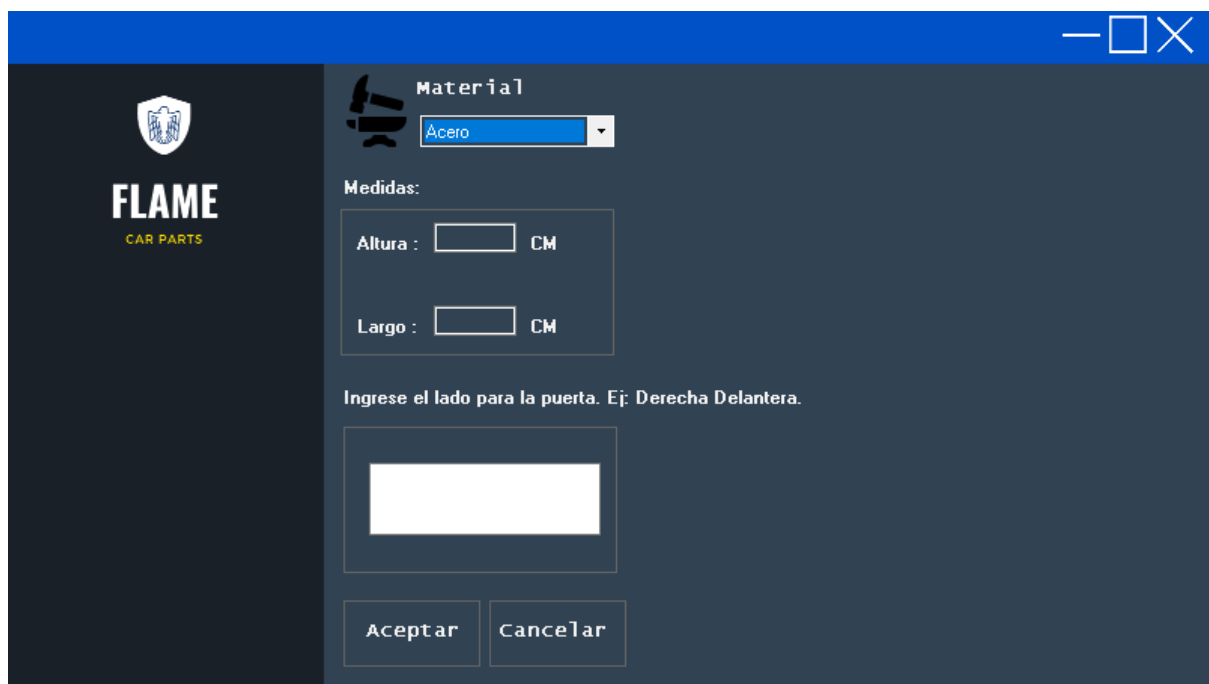 FLAME
CAR PARTS
Material
Acero
Medidas:
Altura : CM
Largo : CM
Ingrese el lado para la puerta. Ej: Derecha Delantera.
Aceptar Cancelar